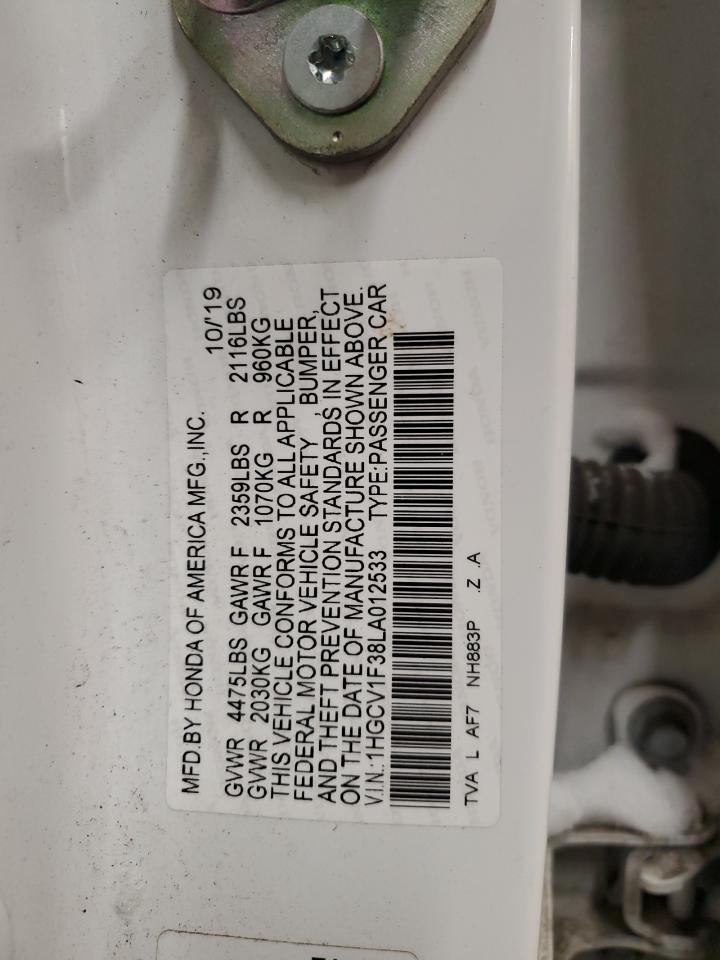 MFD.BY HONDA OF AMERICA MFG.,INC. 10/'19
GVWR 4475LBS GAWR F 2359LBS R 2116LBS
GVWR 2030KG GAWR F 1070KG R 960KG
THIS VEHICLE CONFORMS TO ALL APPLICABLE
FEDERAL MOTOR VEHICLE SAFETY , BUMPER,
AND THEFT PREVENTION STANDARDS IN EFFECT
ON THE DATE OF MANUFACTURE SHOWN ABOVE.
V.I.N.:1HGCV1F38LA012533 TYPE:PASSENGER CAR
TVA L AF7 NH883P .Z .A